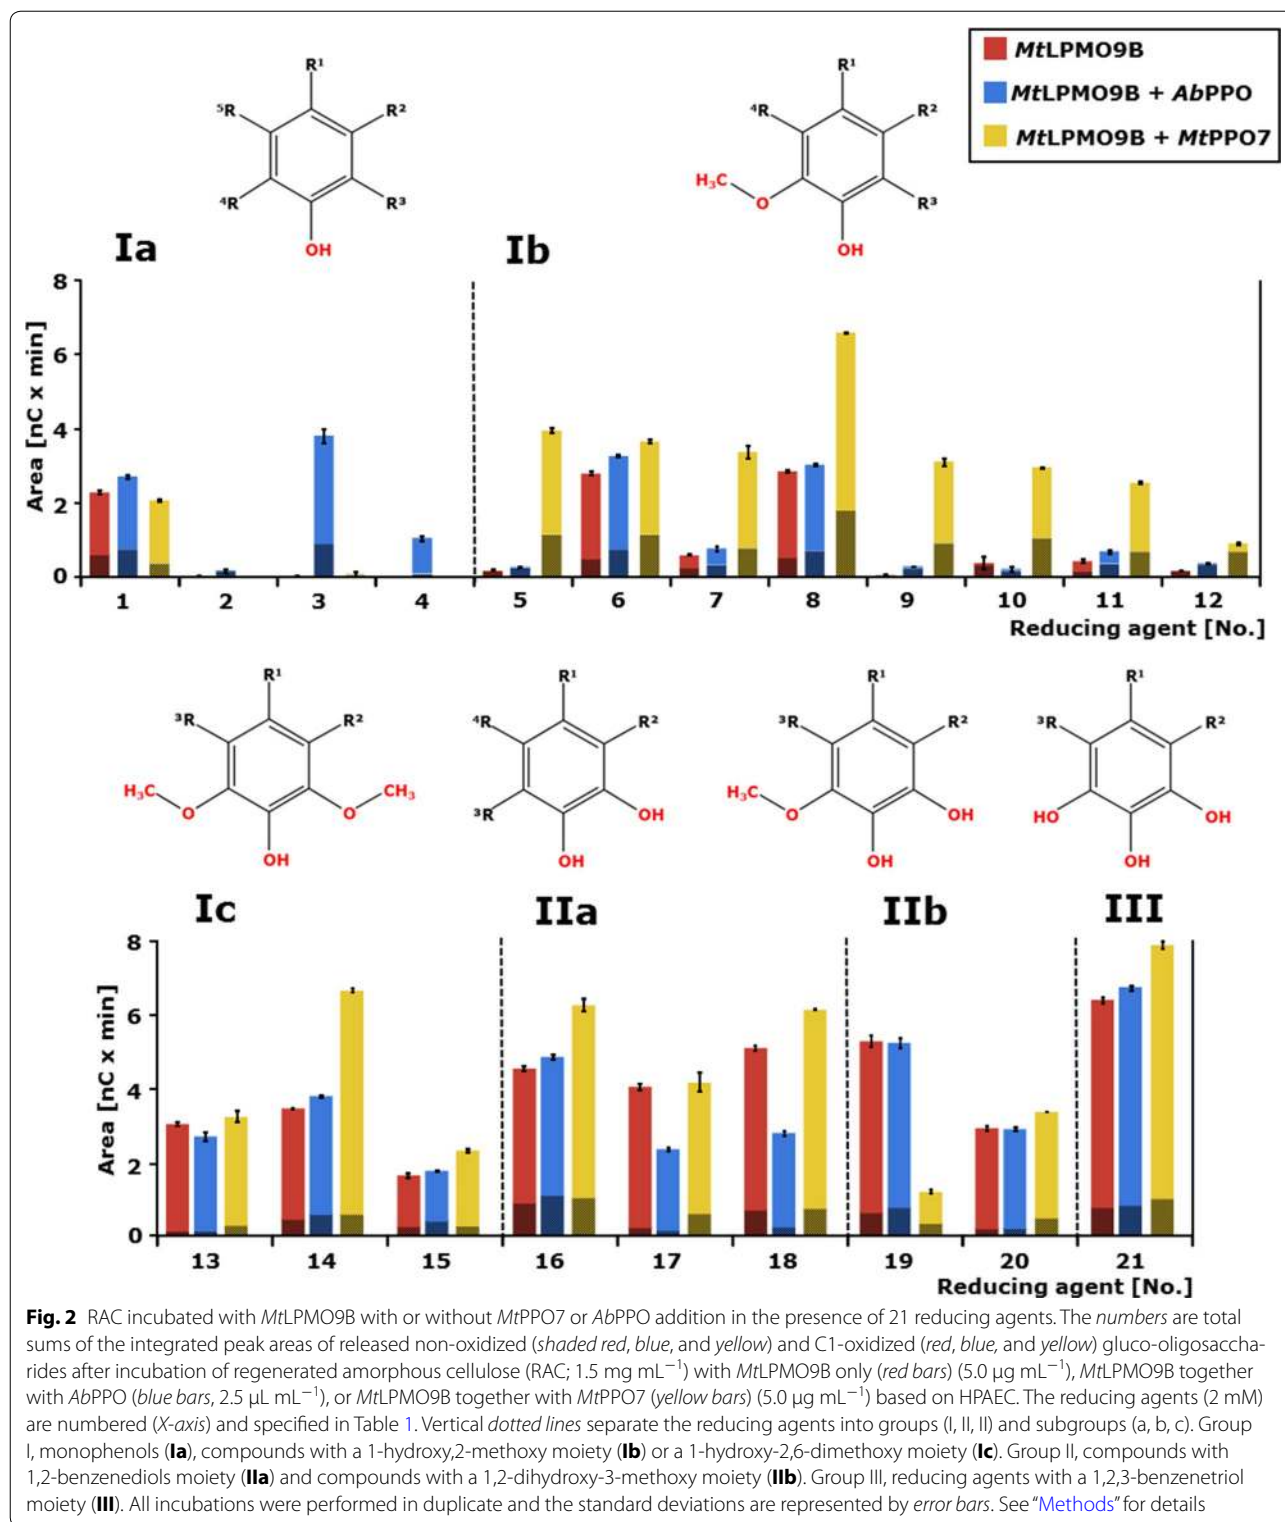 MtLPMO9B
MtLPMO9B + AbPPO
MtLPMO9B + MtPPO7
R¹
⁵R
R²
⁴R
R³
OH
R¹
⁴R
R²
H₃C
O
R³
OH
Ia
Ib
Area [nC x min]
8
6
4
2
0
1 2 3 4 5 6 7 8 9 10 11 12
Reducing agent [No.]
R¹
³R
R²
H₃C
O
O
CH₃
OH
R¹
⁴R
R²
³R
OH
OH
R¹
³R
R²
H₃C
O
OH
OH
R¹
³R
R²
HO
OH
OH
Ic
IIa
IIb
III
Area [nC x min]
8
6
4
2
0
13 14 15 16 17 18 19 20 21
Reducing agent [No.]
Fig. 2 RAC incubated with MtLPMO9B with or without MtPPO7 or AbPPO addition in the presence of 21 reducing agents. The numbers are total
sums of the integrated peak areas of released non-oxidized (shaded red, blue, and yellow) and C1-oxidized (red, blue, and yellow) gluco-oligosaccha-
rides after incubation of regenerated amorphous cellulose (RAC; 1.5 mg mL⁻¹) with MtLPMO9B only (red bars) (5.0 µg mL⁻¹), MtLPMO9B together
with AbPPO (blue bars, 2.5 µL mL⁻¹), or MtLPMO9B together with MtPPO7 (yellow bars) (5.0 µg mL⁻¹) based on HPAEC. The reducing agents (2 mM)
are numbered (X-axis) and specified in Table 1. Vertical dotted lines separate the reducing agents into groups (I, II, II) and subgroups (a, b, c). Group
I, monophenols (Ia), compounds with a 1-hydroxy,2-methoxy moiety (Ib) or a 1-hydroxy-2,6-dimethoxy moiety (Ic). Group II, compounds with
1,2-benzenediols moiety (IIa) and compounds with a 1,2-dihydroxy-3-methoxy moiety (IIb). Group III, reducing agents with a 1,2,3-benzenetriol
moiety (III). All incubations were performed in duplicate and the standard deviations are represented by error bars. See “Methods” for details